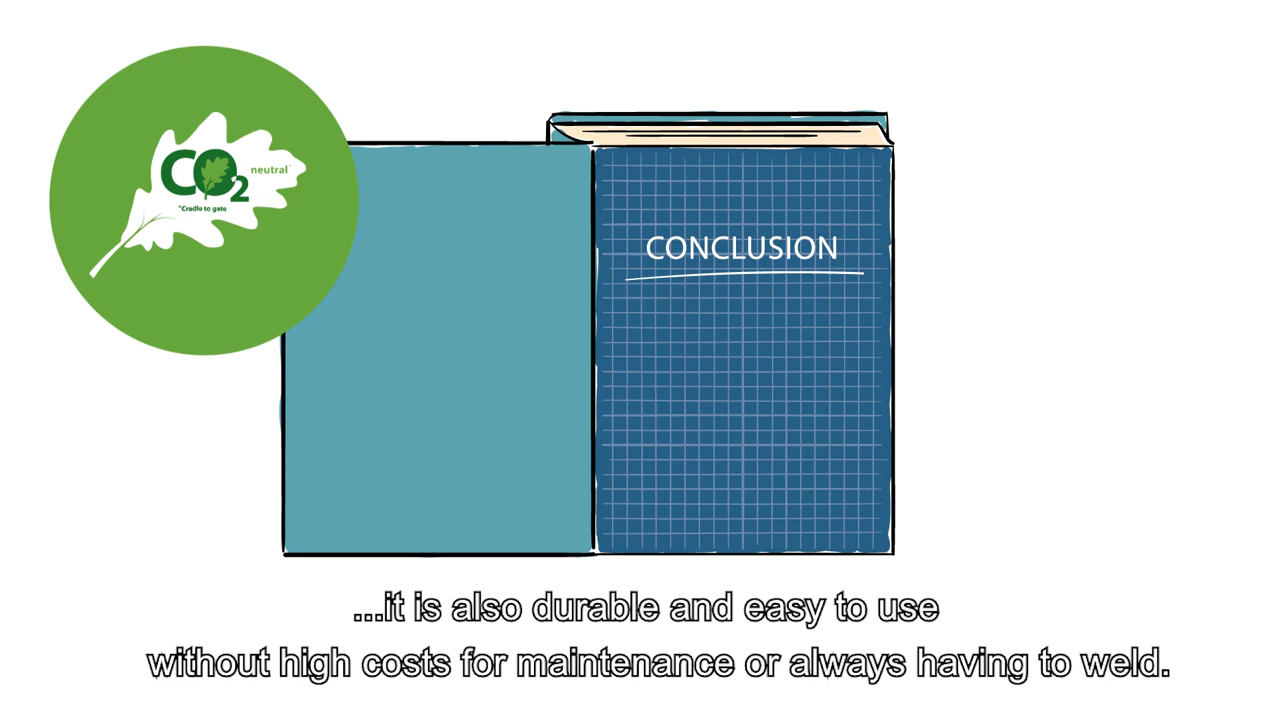 CO2 neutral
*Cradle to gate
CONCLUSION
...it is also durable and easy to use
without high costs for maintenance or always having to weld.